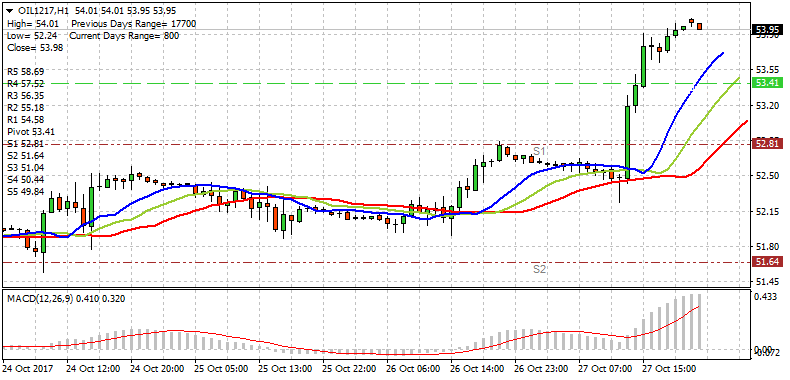 OIL1217,H1 54.01 54.01 53.95 53.95
High= 54.01 Previous Days Range= 17700
Low= 52.24 Current Days Range= 800
Close= 53.98
R5 58.69
R4 57.52
R3 56.35
R2 55.18
R1 54.58
Pivot 53.41
S1 52.81
S2 51.64
S3 51.04
S4 50.44
S5 49.84
S1
S2
53.95
53.90
53.55
53.41
53.20
52.81
52.50
52.15
51.80
51.64
51.45
MACD(12,26,9) 0.410 0.320
0.433
0.00
-0.072
24 Oct 2017
24 Oct 12:00
24 Oct 20:00
25 Oct 05:00
25 Oct 13:00
25 Oct 22:00
26 Oct 06:00
26 Oct 14:00
26 Oct 23:00
27 Oct 07:00
27 Oct 15:00